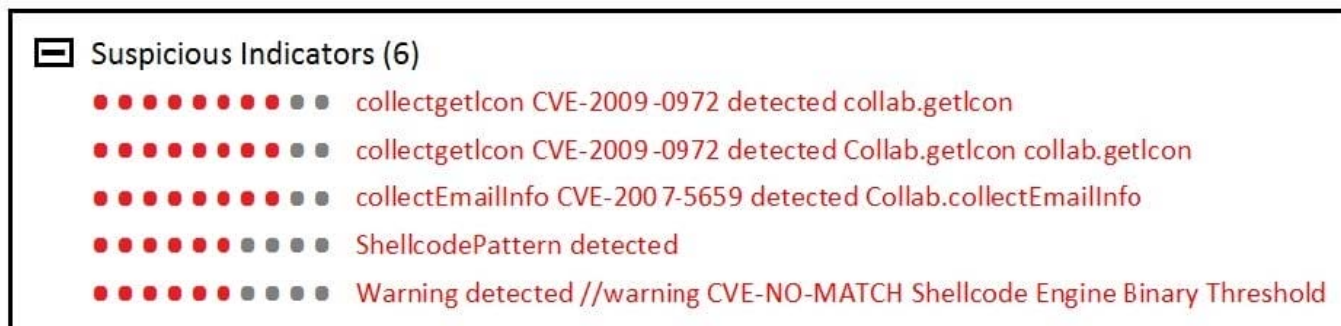 Suspicious Indicators (6)
collectgetIcon CVE-2009-0972 detected collab.getIcon
collectgetIcon CVE-2009-0972 detected Collab.getIcon collab.getIcon
collectEmailInfo CVE-2007-5659 detected Collab.collectEmailInfo
ShellcodePattern detected
Warning detected //warning CVE-NO-MATCH Shellcode Engine Binary Threshold